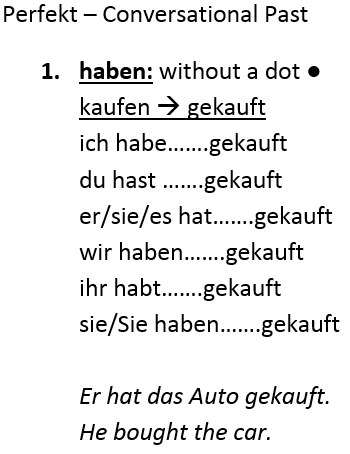 Perfekt – Conversational Past
1. haben: without a dot ●
kaufen → gekauft
ich habe…….gekauft
du hast …….gekauft
er/sie/es hat…….gekauft
wir haben…….gekauft
ihr habt…….gekauft
sie/Sie haben…….gekauft
Er hat das Auto gekauft.
He bought the car.